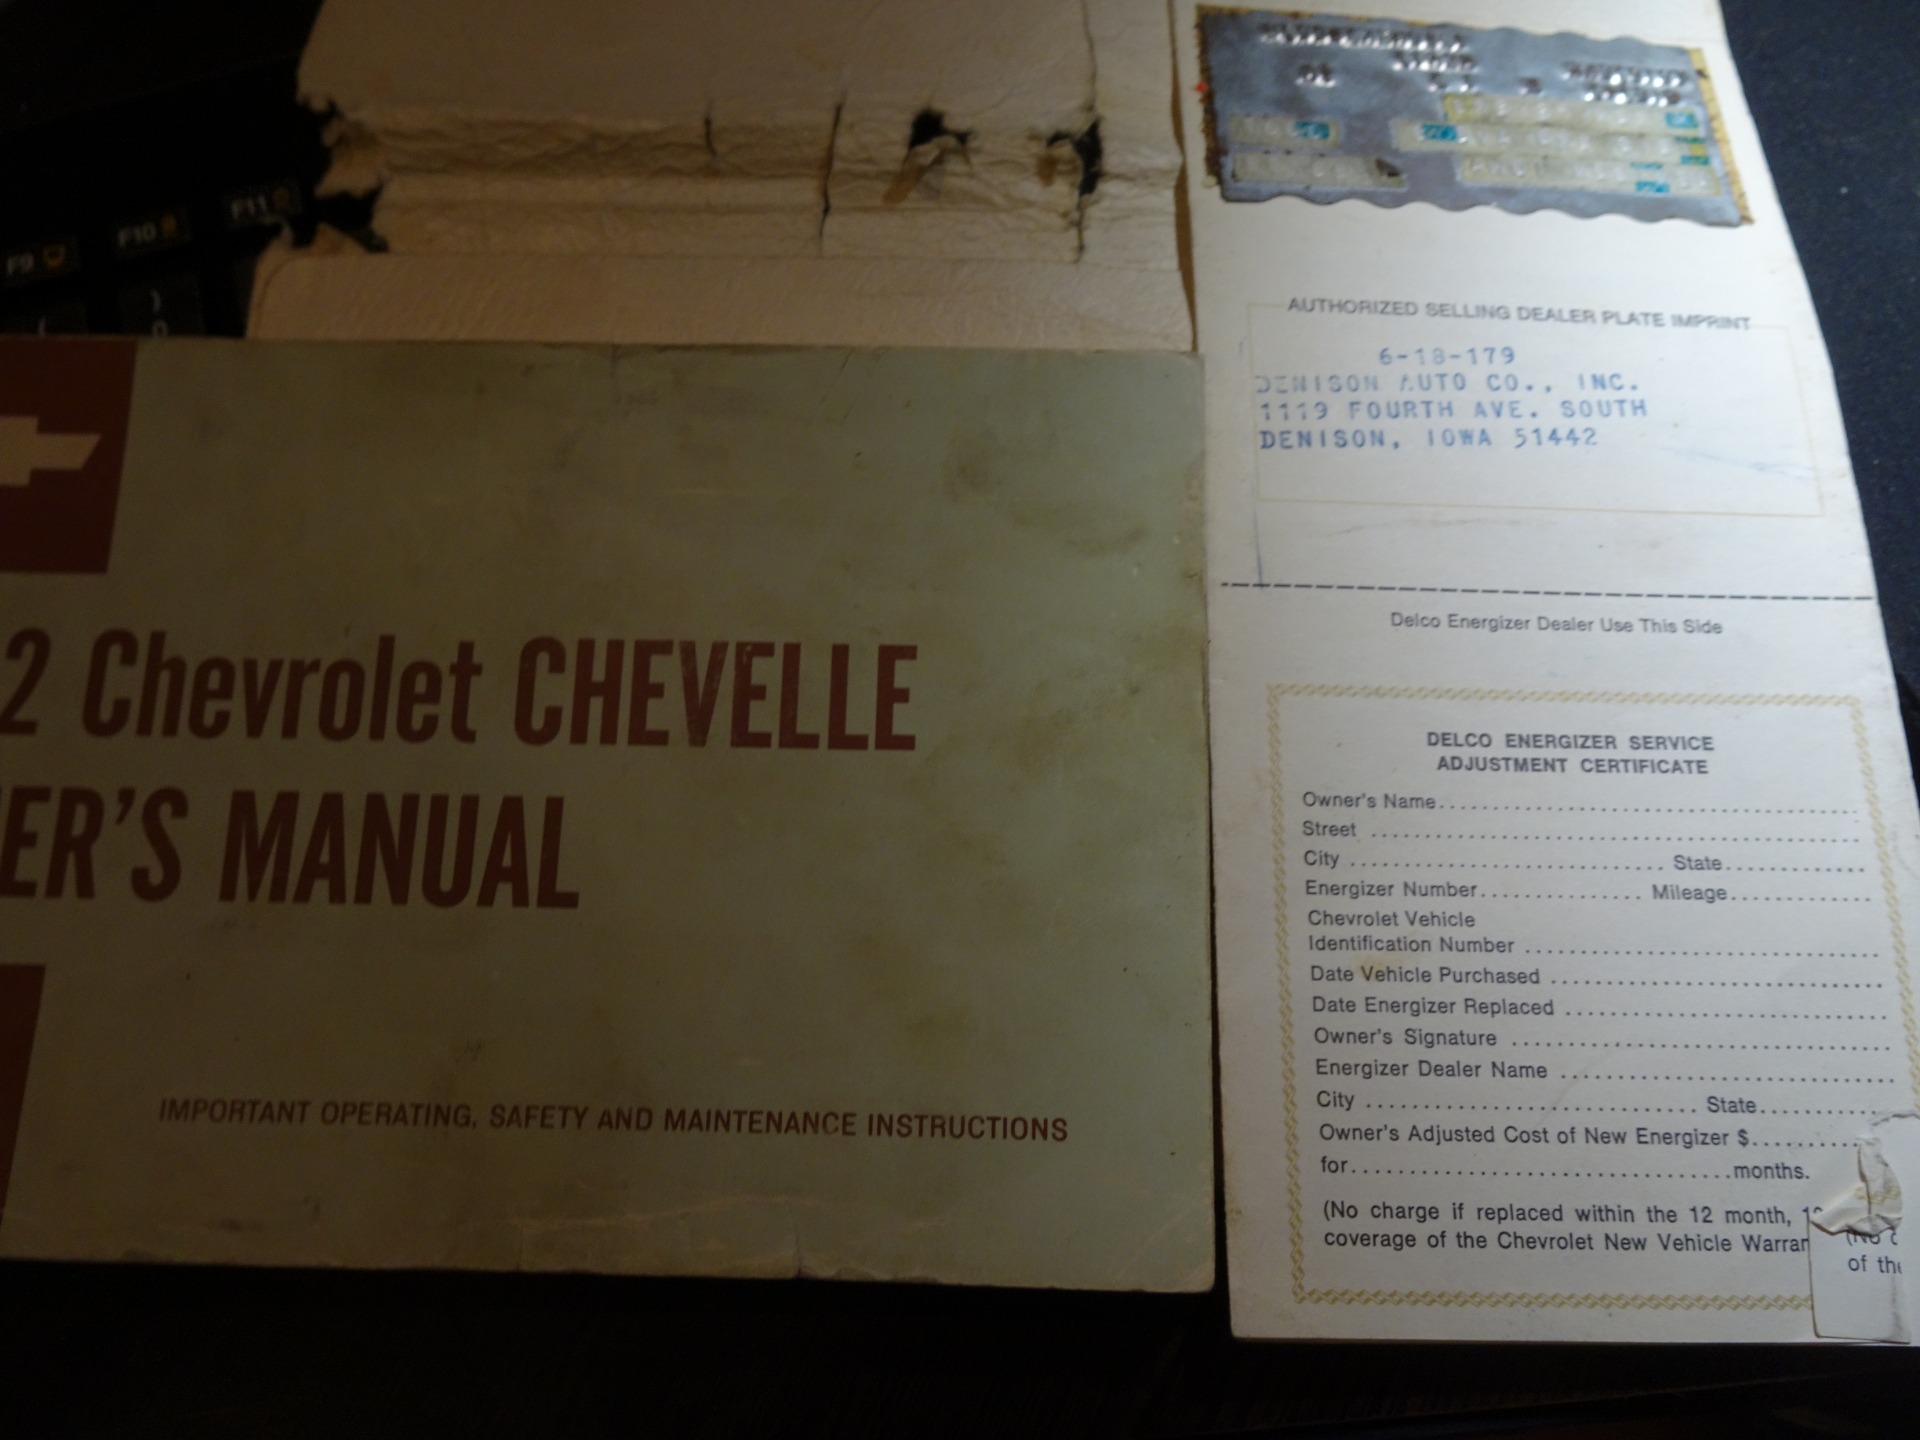 F9
F10
F11
)
0
(
2 Chevrolet CHEVELLE
ER'S MANUAL
IMPORTANT OPERATING, SAFETY AND MAINTENANCE INSTRUCTIONS
AUTHORIZED SELLING DEALER PLATE IMPRINT
6-18-179
DENISON AUTO CO., INC.
1119 FOURTH AVE. SOUTH
DENISON, IOWA 51442
Delco Energizer Dealer Use This Side
DELCO ENERGIZER SERVICE
ADJUSTMENT CERTIFICATE
Owner's Name
Street
City State
Energizer Number Mileage
Chevrolet Vehicle
Identification Number
Date Vehicle Purchased
Date Energizer Replaced
Owner's Signature
Energizer Dealer Name
City State
Owner's Adjusted Cost of New Energizer $
for months.
(No charge if replaced within the 12 month, 1
coverage of the Chevrolet New Vehicle Warran
(No c
of the